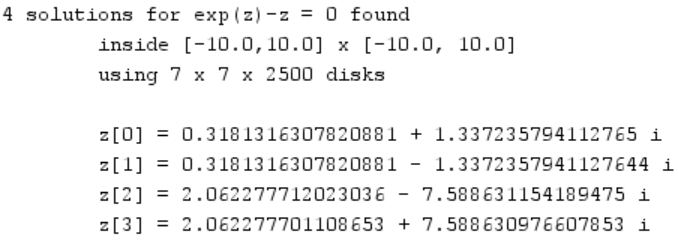 4 solutions for exp(z)-z = 0 found
inside [-10.0,10.0] x [-10.0, 10.0]
using 7 x 7 x 2500 disks
z[0] = 0.3181316307820881 + 1.337235794112765 i
z[1] = 0.3181316307820881 - 1.3372357941127644 i
z[2] = 2.062277712023036 - 7.588631154189475 i
z[3] = 2.062277701108653 + 7.588630976607853 i